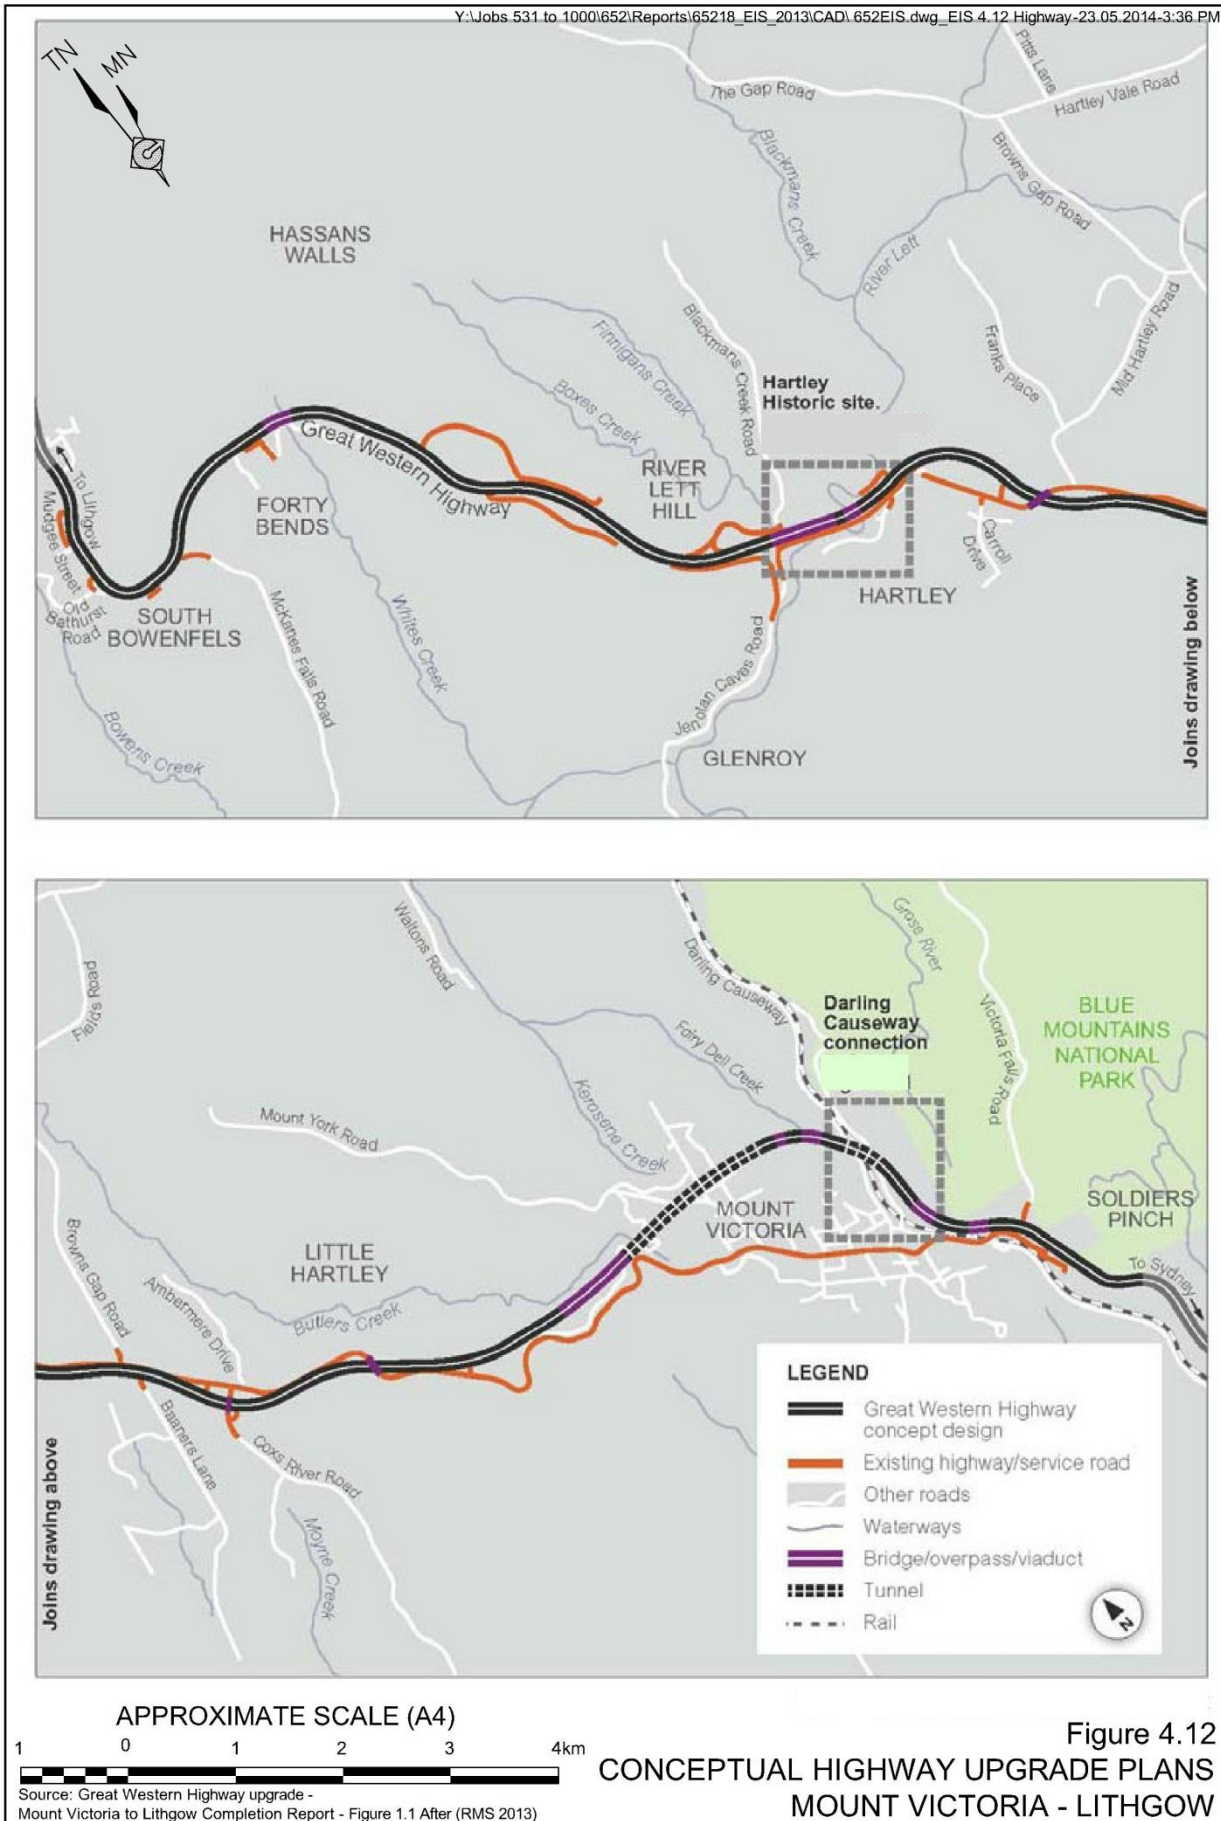 Y:\Jobs 531 to 1000\652\Reports\65218_EIS_2013\CAD\ 652EIS.dwg_EIS 4.12 Highway-23.05.2014-3:36 PM
TN
MN
Pitts Lane
The Gap Road
Hartley Vale Road
Blackmans Creek
Browns Gap Road
HASSANS
WALLS
River Lett
Finnigans Creek
Boxes Creek
Blackmans Creek Road
Franks Place
Mid Hartley Road
Hartley
Historic site.
Great Western Highway
RIVER
LETT
HILL
To Lithgow
Mudgee Street
FORTY
BENDS
Carroll
Drive
Old
Bathurst
Road
SOUTH
BOWENFELS
HARTLEY
McKanes Falls Road
Whites Creek
Jenolan Caves Road
Bowens Creek
GLENROY
Joins drawing below
Waltons Road
Grose River
Fields Road
Darling Causeway
Darling
Causeway
connection
Victoria Falls Road
BLUE
MOUNTAINS
NATIONAL
PARK
Fairy Dell Creek
Kerosene Creek
Mount York Road
MOUNT
VICTORIA
SOLDIERS
PINCH
Browns Gap Road
LITTLE
HARTLEY
To Sydney
Ambermere Drive
Butlers Creek
Baaners Lane
Coxs River Road
Moyne Creek
Joins drawing above
LEGEND
Great Western Highway
concept design
Existing highway/service road
Other roads
Waterways
Bridge/overpass/viaduct
Tunnel
Rail
N
APPROXIMATE SCALE (A4)
1 0 1 2 3 4km
Source: Great Western Highway upgrade -
Mount Victoria to Lithgow Completion Report - Figure 1.1 After (RMS 2013)
Figure 4.12
CONCEPTUAL HIGHWAY UPGRADE PLANS
MOUNT VICTORIA - LITHGOW